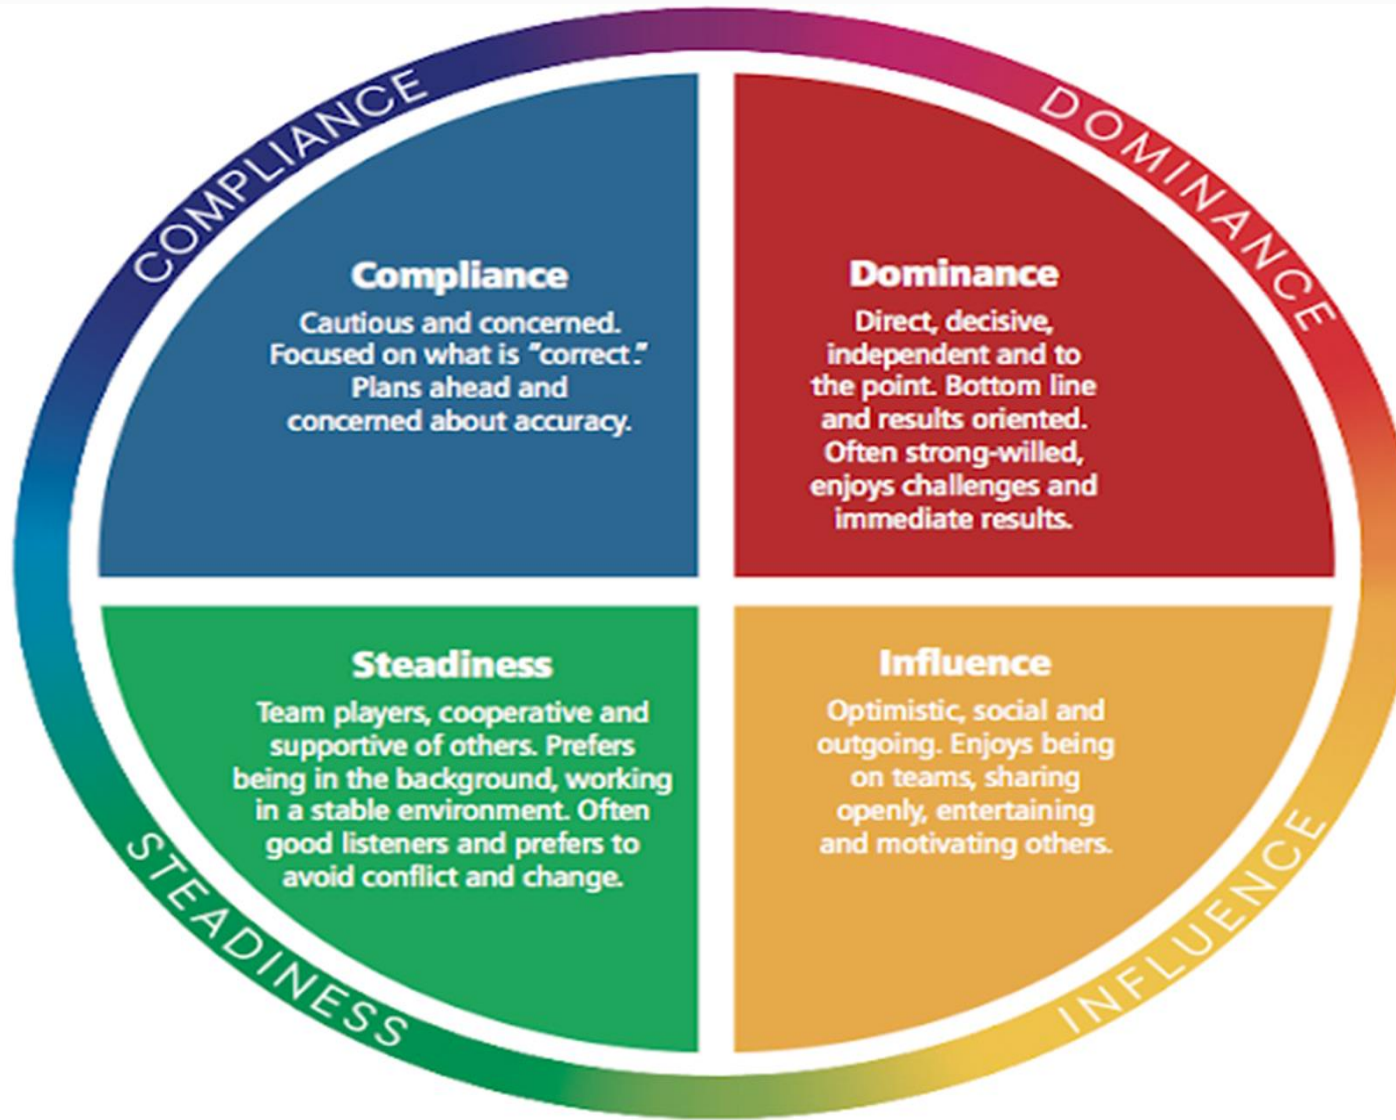 COMPLIANCE
DOMINANCE
Compliance
Cautious and concerned.
Focused on what is "correct."
Plans ahead and
concerned about accuracy.
Dominance
Direct, decisive,
independent and to
the point. Bottom line
and results oriented.
Often strong-willed,
enjoys challenges and
immediate results.
Steadiness
Team players, cooperative and
supportive of others. Prefers
being in the background, working
in a stable environment. Often
good listeners and prefers to
avoid conflict and change.
Influence
Optimistic, social and
outgoing. Enjoys being
on teams, sharing
openly, entertaining
and motivating others.
STEADINESS
INFLUENCE